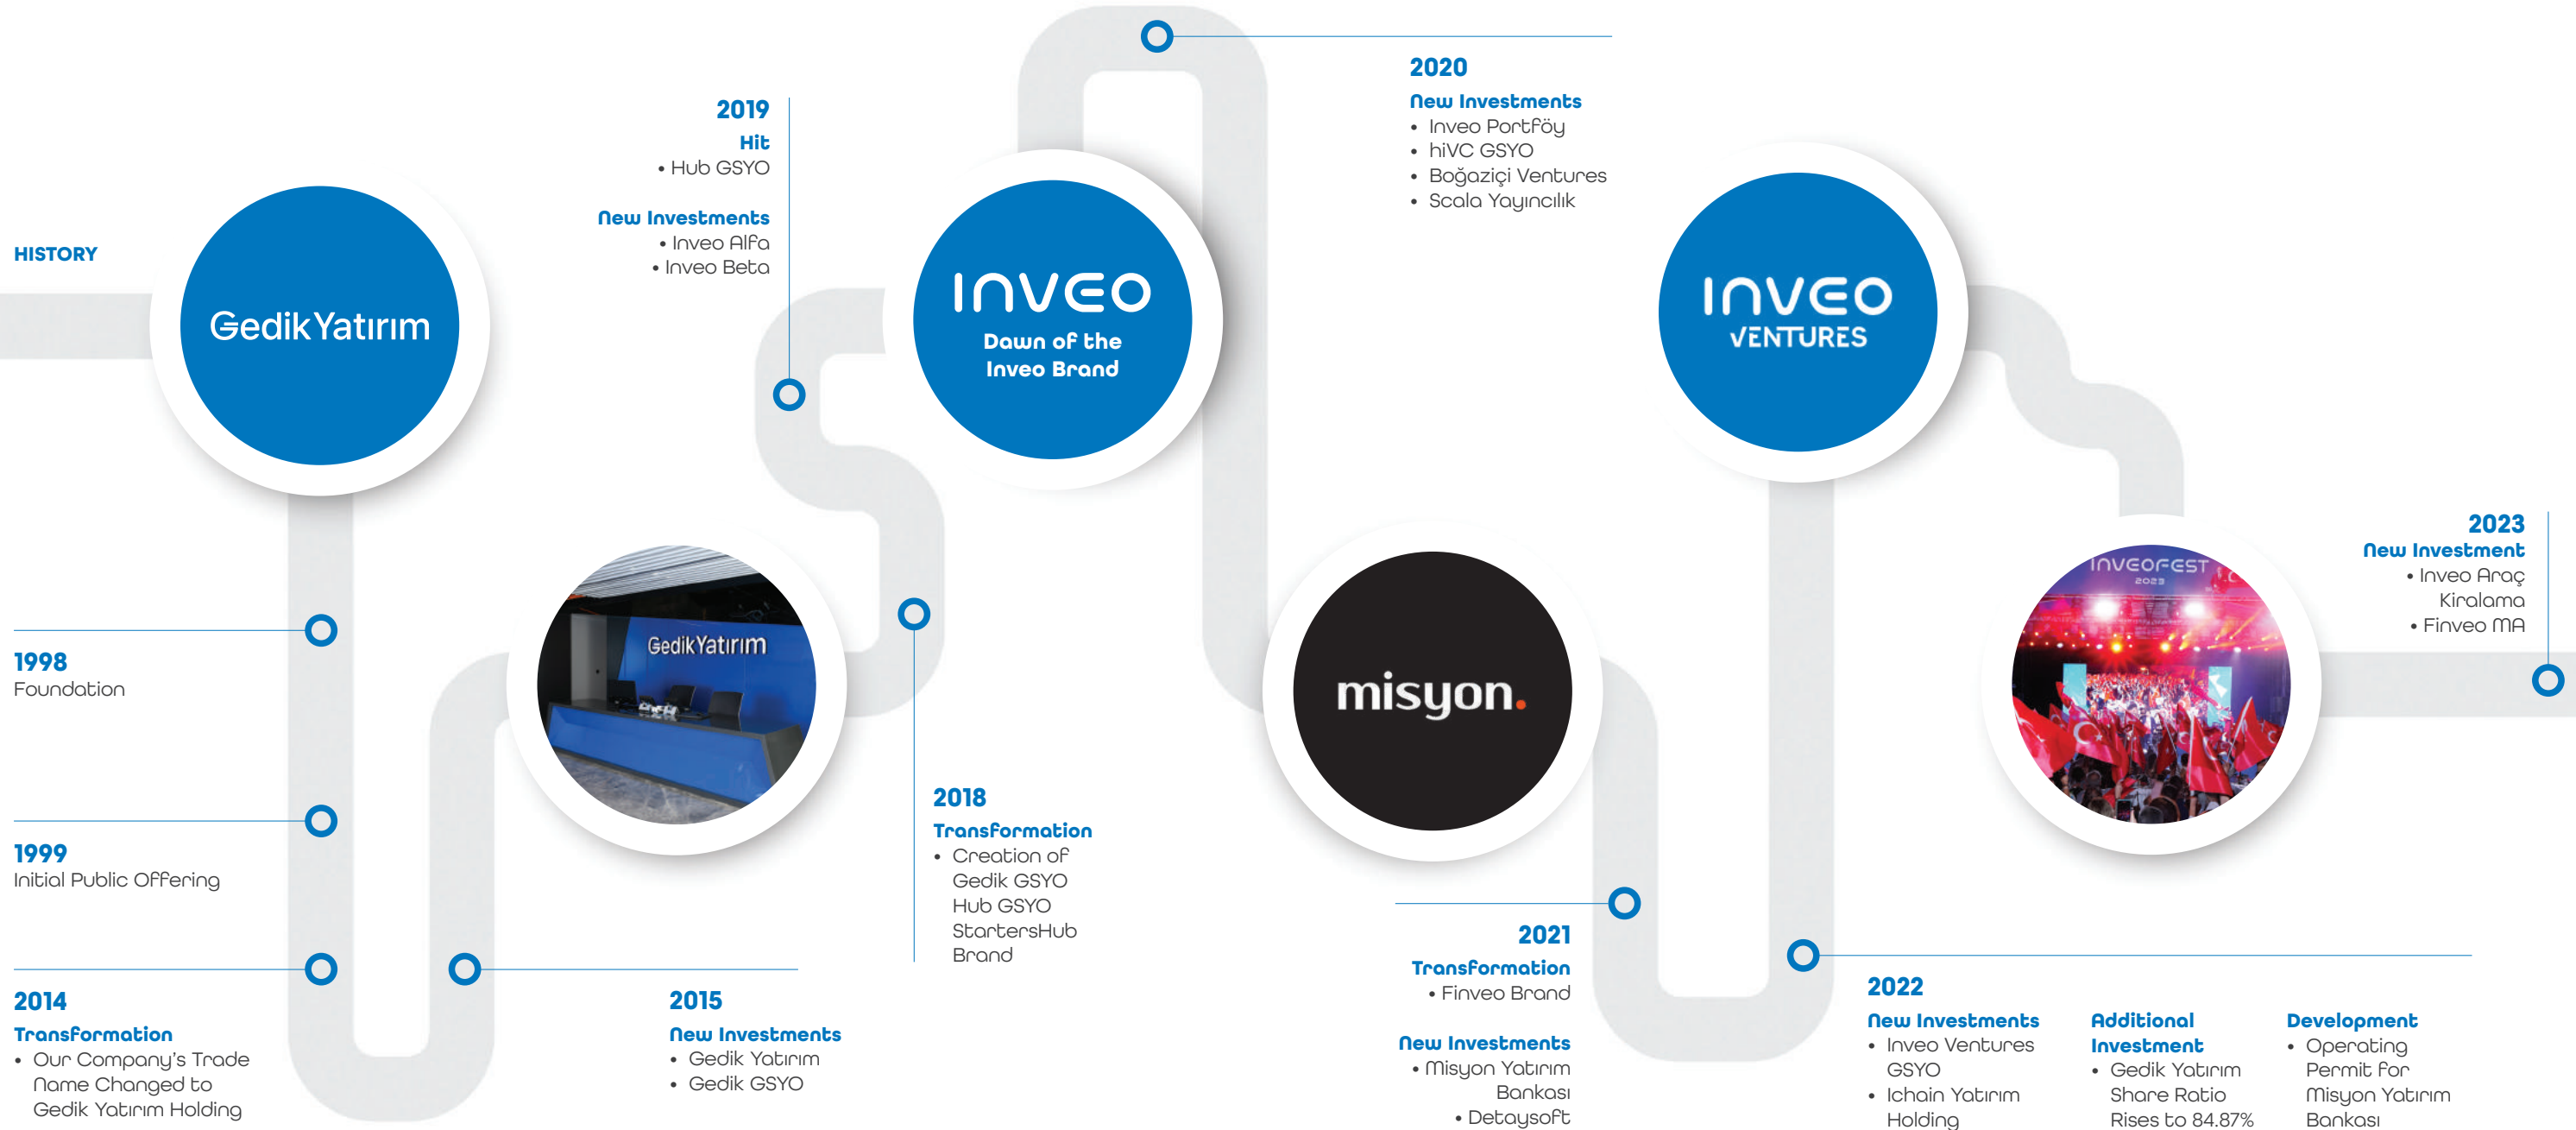 HISTORY
Gedik Yatırım
1998
Foundation
1999
Initial Public Offering
2014
Transformation
• Our Company's Trade
Name Changed to
Gedik Yatırım Holding
2015
New Investments
• Gedik Yatırım
• Gedik GSYO
Gedik Yatırım
2018
Transformation
• Creation of
Gedik GSYO
Hub GSYO
StartersHub
Brand
2019
Hit
• Hub GSYO
New Investments
• Inveo Alfa
• Inveo Beta
INVEO
Dawn of the
Inveo Brand
2020
New Investments
• Inveo Portföy
• hiVC GSYO
• Boğaziçi Ventures
• Scala Yayıncılık
misyon.
2021
Transformation
• Finveo Brand
New Investments
• Misyon Yatırım
Bankası
• Detaysoft
2022
New Investments
• Inveo Ventures
GSYO
• Ichain Yatırım
Holding
Additional
Investment
• Gedik Yatırım
Share Ratio
Rises to 84.87%
Development
• Operating
Permit for
Misyon Yatırım
Bankası
INVEO
VENTURES
INVEOFEST
2023
2023
New Investment
• Inveo Araç
Kiralama
• Finveo MA